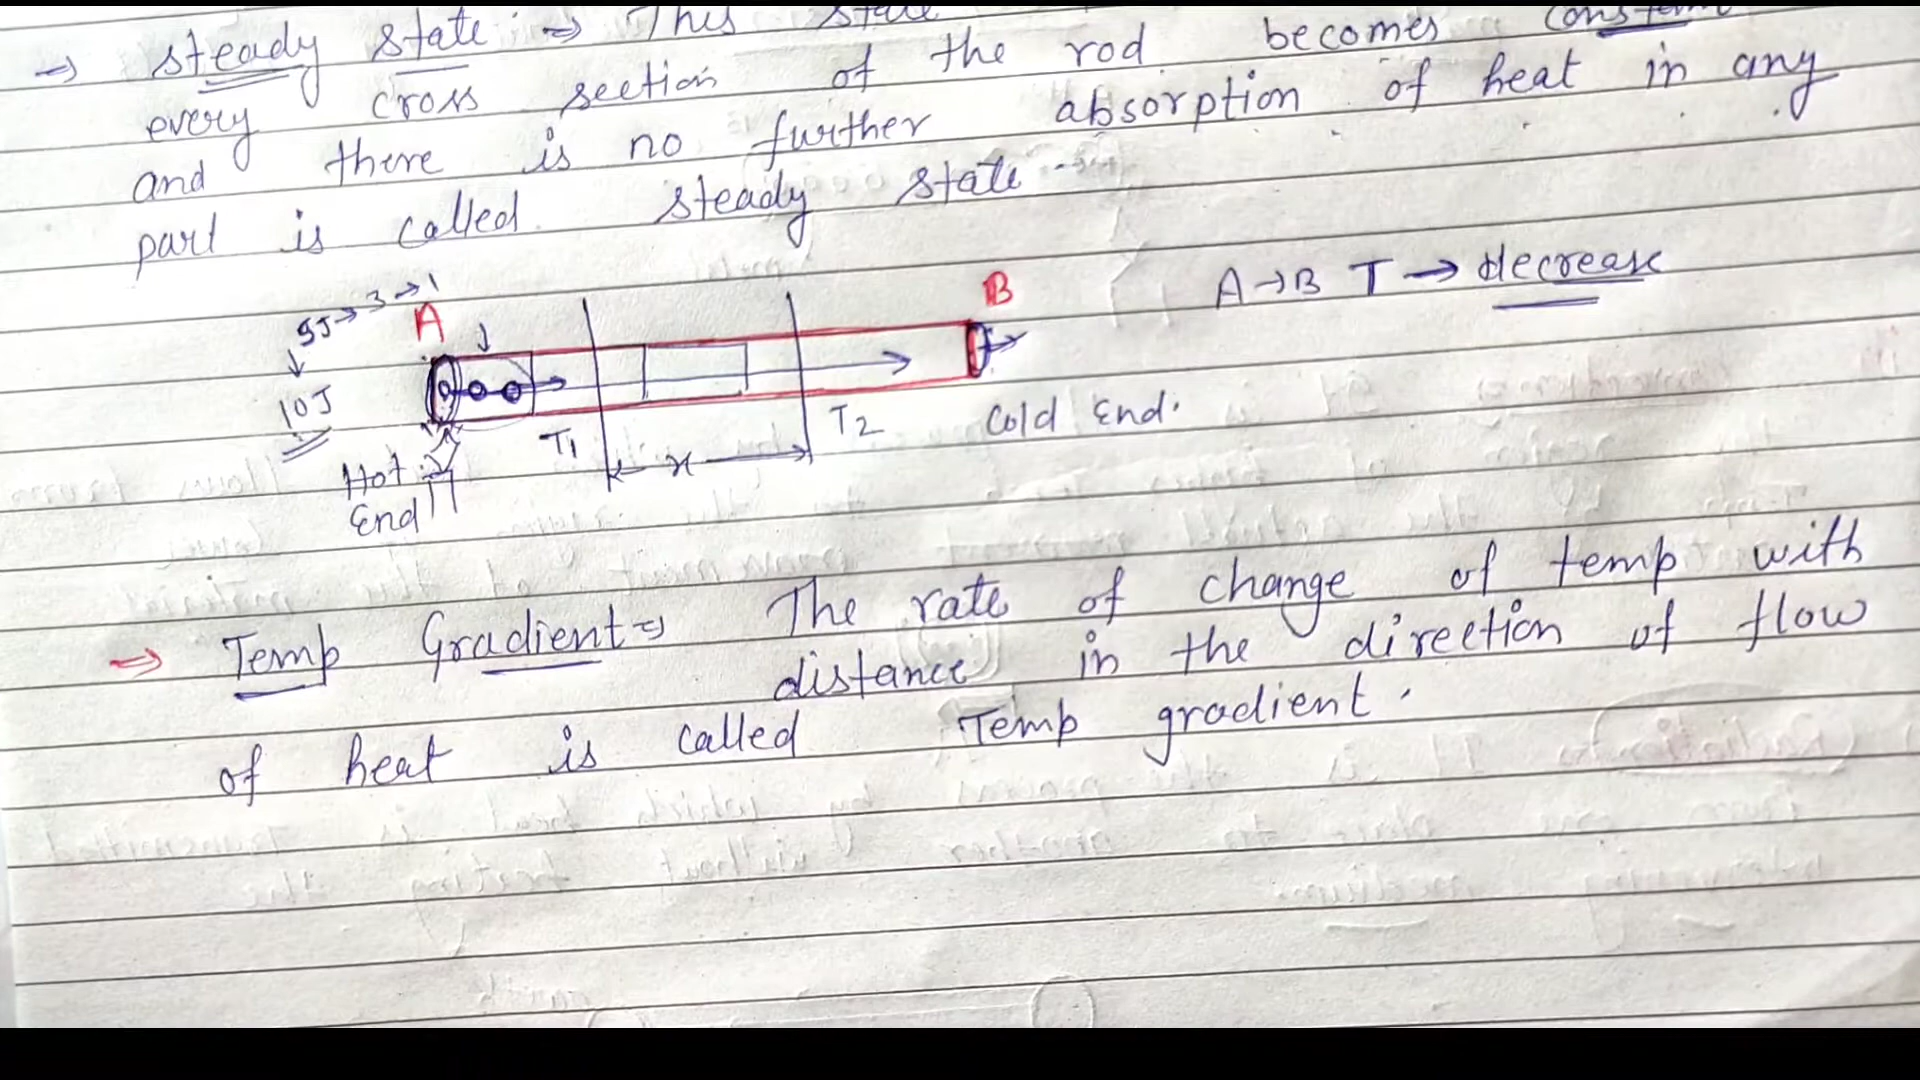 → steady state ⇒ This state
every cross section of the rod becomes constant
and there is no further absorption of heat in any
part is called steady state
A→B T → decrease
5J → 3 → 1
A
B
10J
T1
T2
Cold End.
x
Hot
End
⇒ Temp Gradient ⇒ The rate of change of temp with
distance in the direction of flow
of heat is called Temp gradient.